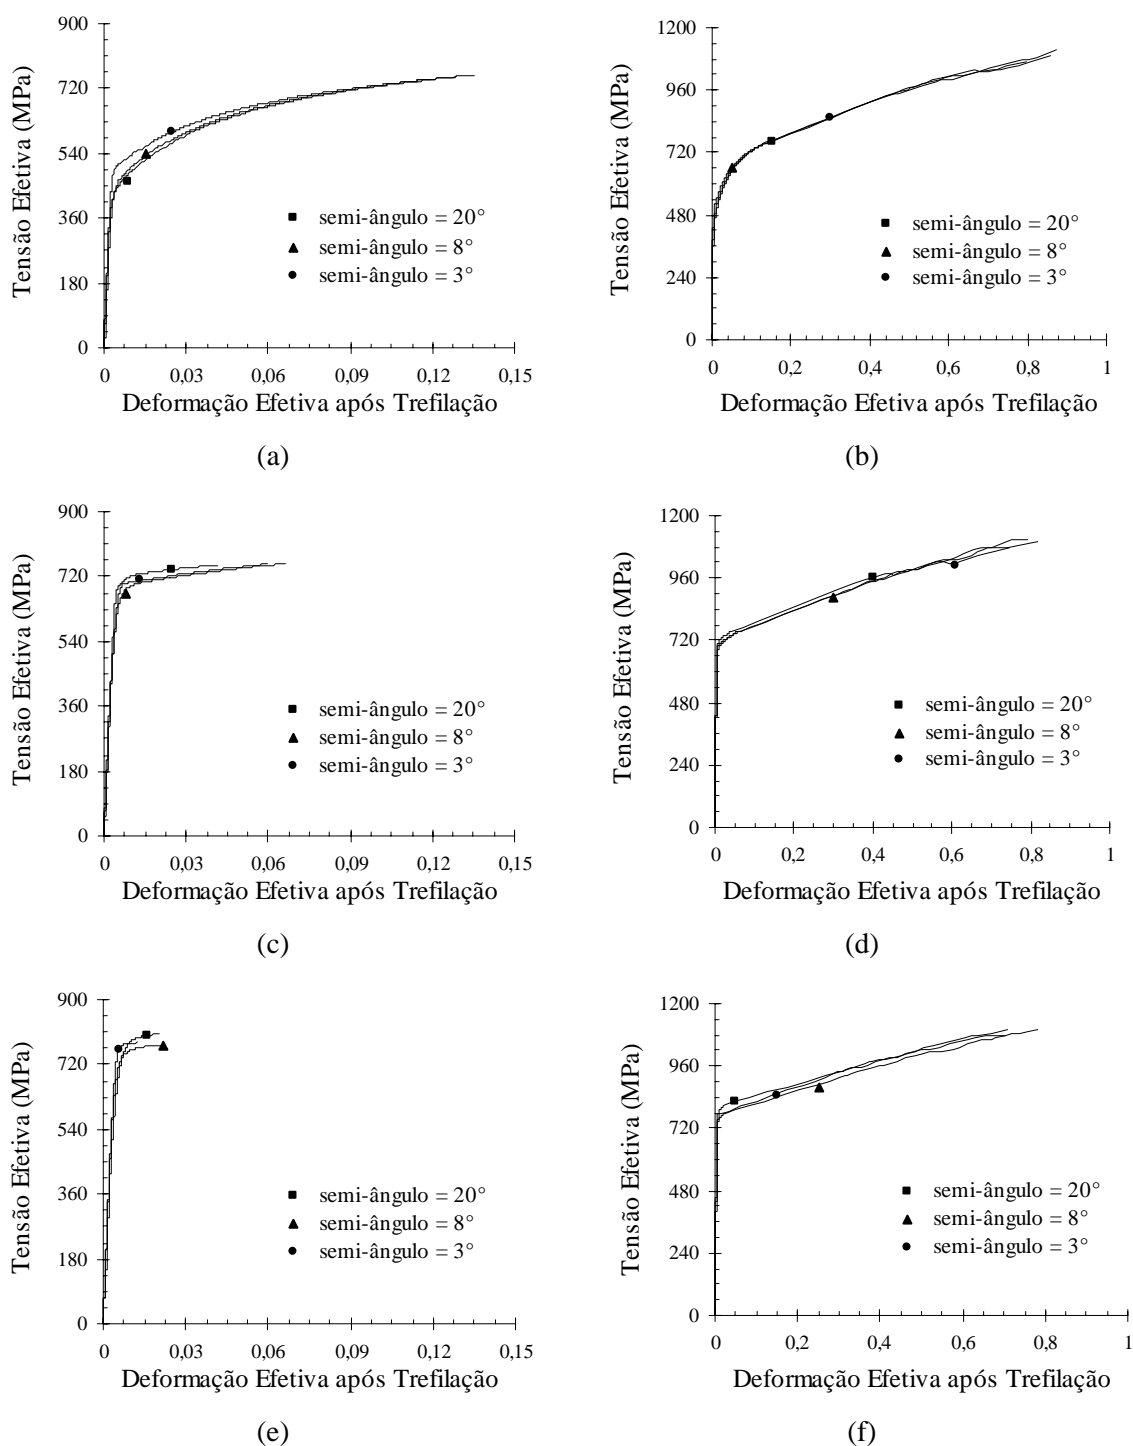 900
720
540
360
180
0
Tensão Efetiva (MPa)
semi-ângulo = 20°
semi-ângulo = 8°
semi-ângulo = 3°
0 0,03 0,06 0,09 0,12 0,15
Deformação Efetiva após Trefilação
(a)
1200
960
720
480
240
0
Tensão Efetiva (MPa)
semi-ângulo = 20°
semi-ângulo = 8°
semi-ângulo = 3°
0 0,2 0,4 0,6 0,8 1
Deformação Efetiva após Trefilação
(b)
900
720
540
360
180
0
Tensão Efetiva (MPa)
semi-ângulo = 20°
semi-ângulo = 8°
semi-ângulo = 3°
0 0,03 0,06 0,09 0,12 0,15
Deformação Efetiva após Trefilação
(c)
1200
960
720
480
240
0
Tensão Efetiva (MPa)
semi-ângulo = 20°
semi-ângulo = 8°
semi-ângulo = 3°
0 0,2 0,4 0,6 0,8 1
Deformação Efetiva após Trefilação
(d)
900
720
540
360
180
0
Tensão Efetiva (MPa)
semi-ângulo = 20°
semi-ângulo = 8°
semi-ângulo = 3°
0 0,03 0,06 0,09 0,12 0,15
Deformação Efetiva após Trefilação
(e)
1200
960
720
480
240
0
Tensão Efetiva (MPa)
semi-ângulo = 20°
semi-ângulo = 8°
semi-ângulo = 3°
0 0,2 0,4 0,6 0,8 1
Deformação Efetiva após Trefilação
(f)